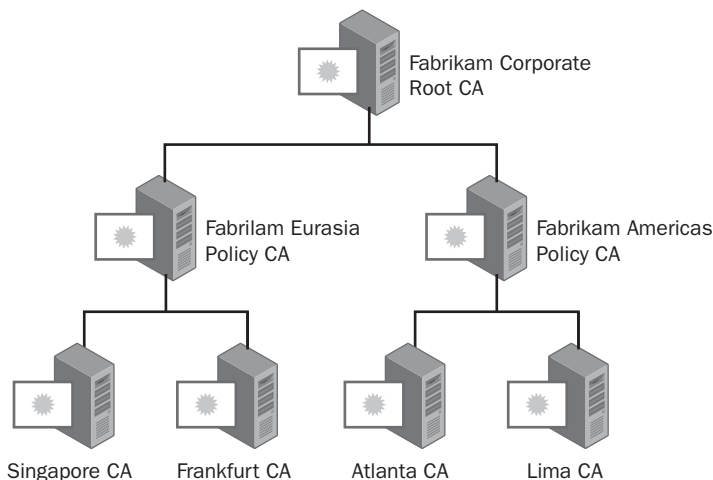 Fabrikam Corporate
Root CA
Fabrilam Eurasia
Policy CA
Fabrikam Americas
Policy CA
Singapore CA
Frankfurt CA
Atlanta CA
Lima CA